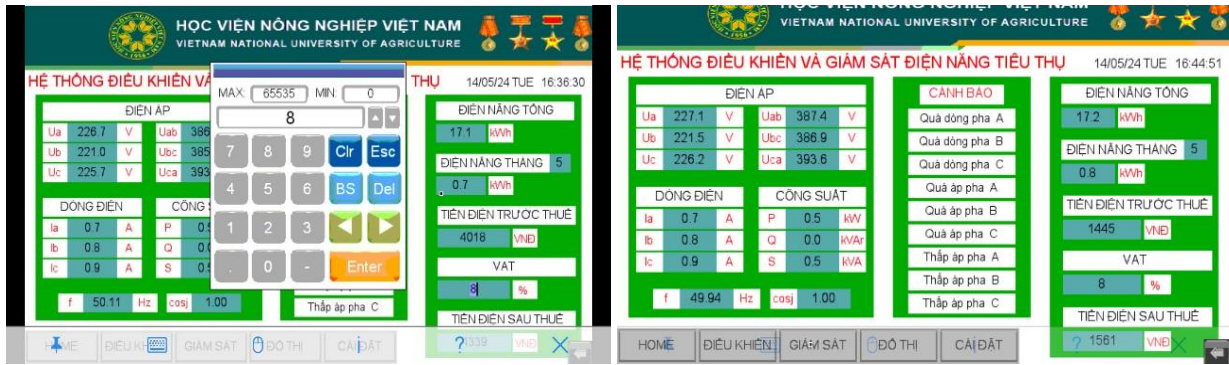 HỌC VIỆN NÔNG NGHIỆP VIỆT NAM
VIETNAM NATIONAL UNIVERSITY OF AGRICULTURE
HỆ THỐNG ĐIỀU KHIỂN VÀ
THỤ
14/05/24 TUE 16:36:30
MAX: 65535 MIN: 0
8
7 8 9 Clr Esc
4 5 6 BS Del
1 2 3
. 0 - Enter
ĐIỆN ÁP
Ua 226.7 V Uab 386
Ub 221.0 V Ubc 385
Uc 225.7 V Uca 393
DÒNG ĐIỆN
Ia 0.7 A P
Ib 0.8 A Q
Ic 0.9 A S
f 50.11 Hz cosj 1.00
Thấp áp pha C
ĐIỆN NĂNG TỔNG
17.1 kWh
ĐIỆN NĂNG THÁNG 5
0.7 kWh
TIỀN ĐIỆN TRƯỚC THUẾ
4018 VNĐ
VAT
8 %
TIỀN ĐIỆN SAU THUẾ
4339 VNĐ
GIÁM SÁT ĐỒ THỊ CÀI ĐẶT
VIETNAM NATIONAL UNIVERSITY OF AGRICULTURE
HỆ THỐNG ĐIỀU KHIỂN VÀ GIÁM SÁT ĐIỆN NĂNG TIÊU THỤ
14/05/24 TUE 16:44:51
ĐIỆN ÁP
Ua 227.1 V Uab 387.4 V
Ub 221.5 V Ubc 386.9 V
Uc 226.2 V Uca 393.6 V
DÒNG ĐIỆN CÔNG SUẤT
Ia 0.7 A P 0.5 kW
Ib 0.8 A Q 0.0 kVAr
Ic 0.9 A S 0.5 kVA
f 49.94 Hz cosj 1.00
CẢNH BÁO
Quá dòng pha A
Quá dòng pha B
Quá dòng pha C
Quá áp pha A
Quá áp pha B
Quá áp pha C
Thấp áp pha A
Thấp áp pha B
Thấp áp pha C
ĐIỆN NĂNG TỔNG
17.2 kWh
ĐIỆN NĂNG THÁNG 5
0.8 kWh
TIỀN ĐIỆN TRƯỚC THUẾ
1445 VNĐ
VAT
8 %
TIỀN ĐIỆN SAU THUẾ
1561 VNĐ
HOME ĐIỀU KHIỂN GIÁM SÁT ĐỒ THỊ CÀI ĐẶT